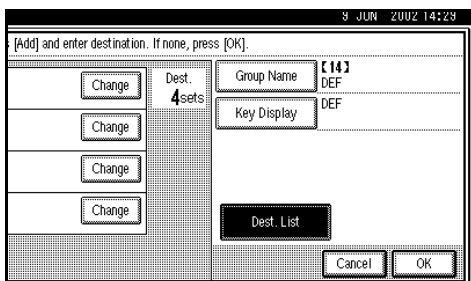 9 JUN 2002 14:29
[Add] and enter destination. If none, press [OK].
Change
Dest.
4sets
Group Name
【14】
DEF
Change
Key Display
DEF
Change
Change
Dest. List
Cancel
OK